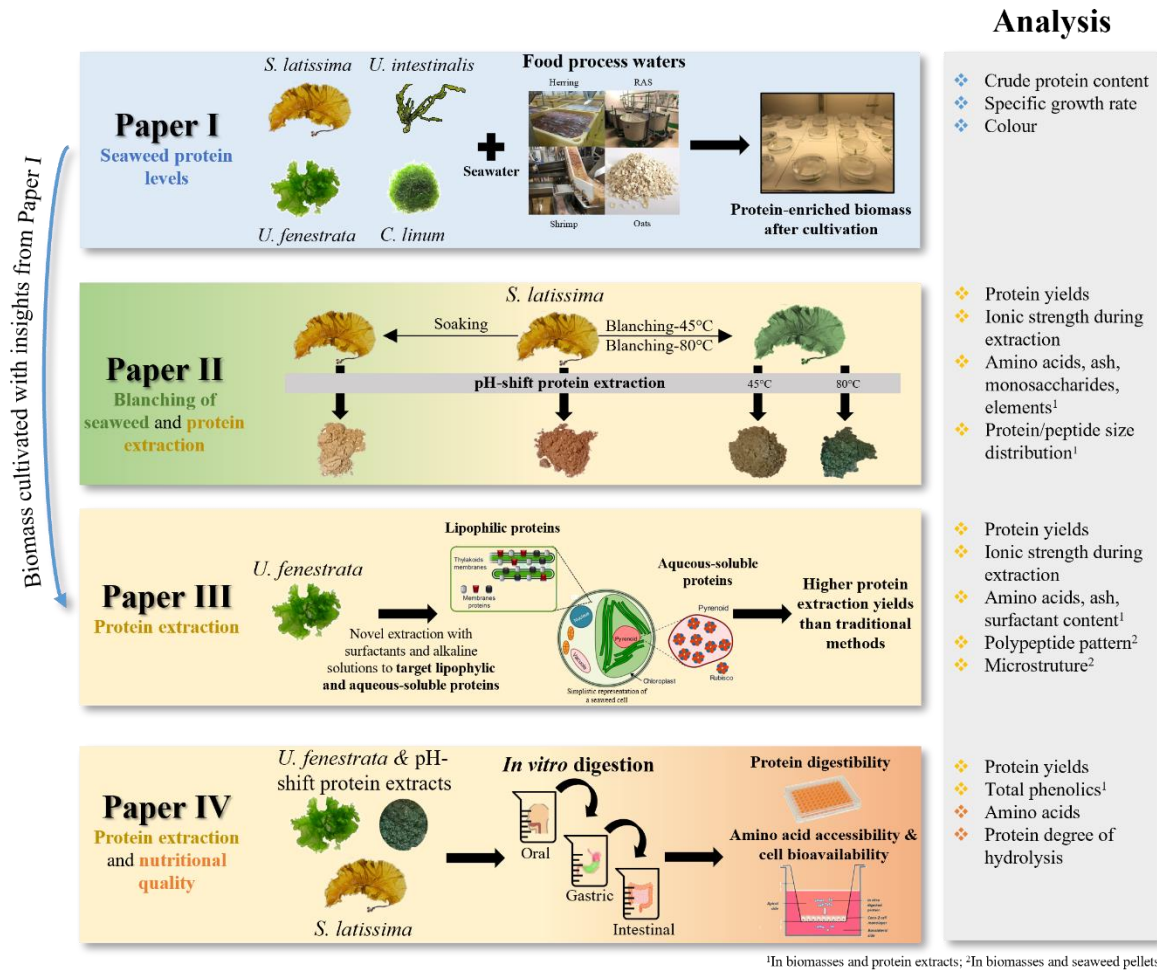 Analysis
Biomass cultivated with insights from Paper I
Paper I
Seaweed protein
levels
S. latissima
U. intestinalis
U. fenestrata
C. linum
Seawater
Food process waters
Herring
RAS
Shrimp
Oats
Protein-enriched biomass
after cultivation
Crude protein content
Specific growth rate
Colour
Paper II
Blanching of
seaweed and protein
extraction
S. latissima
Soaking
Blanching-45°C
Blanching-80°C
pH-shift protein extraction
45°C
80°C
Protein yields
Ionic strength during
extraction
Amino acids, ash,
monosaccharides,
elements¹
Protein/peptide size
distribution¹
Paper III
Protein extraction
U. fenestrata
Novel extraction with
surfactants and alkaline
solutions to target lipophylic
and aqueous-soluble proteins
Lipophilic proteins
Thylakoids
membranes
Membranes
proteins
Nucleus
Vacuole
Pyrenoid
Chloroplast
Simplistic representation of
a seaweed cell
Aqueous-soluble
proteins
Pyrenoid
Rubisco
Higher protein
extraction yields
than traditional
methods
Protein yields
Ionic strength during
extraction
Amino acids, ash,
surfactant content¹
Polypeptide pattern²
Microstruture²
Paper IV
Protein extraction
and nutritional
quality
U. fenestrata & pH-
shift protein extracts
S. latissima
In vitro digestion
Oral
Gastric
Intestinal
Protein digestibility
Amino acid accessibility &
cell bioavailability
Protein yields
Total phenolics¹
Amino acids
Protein degree of
hydrolysis
¹In biomasses and protein extracts; ²In biomasses and seaweed pellets